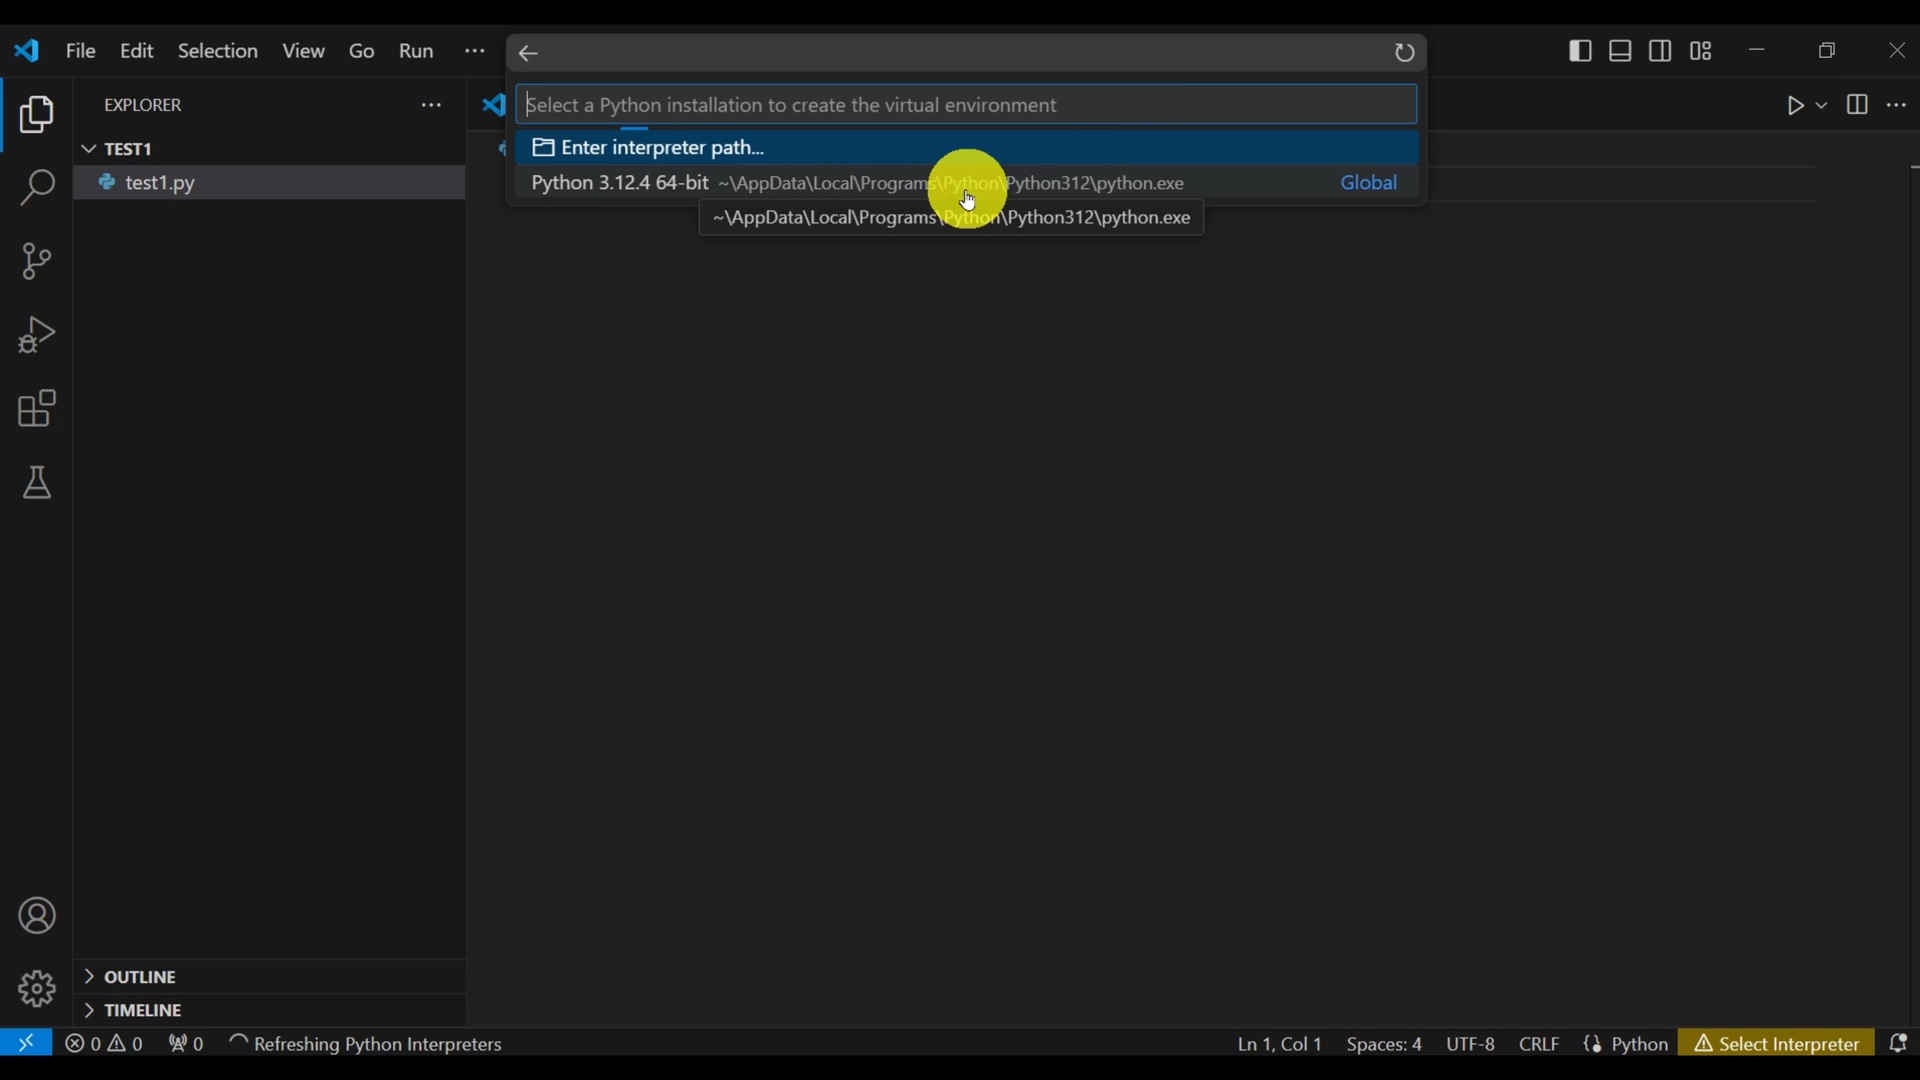 File Edit Selection View Go Run ...
EXPLORER ...
Select a Python installation to create the virtual environment
TEST1
Enter interpreter path...
test1.py
Python 3.12.4 64-bit ~\AppData\Local\Programs\Python\Python312\python.exe Global
~\AppData\Local\Programs\Python\Python312\python.exe
OUTLINE
TIMELINE
0 0 0 Refreshing Python Interpreters Ln 1, Col 1 Spaces: 4 UTF-8 CRLF Python Select Interpreter